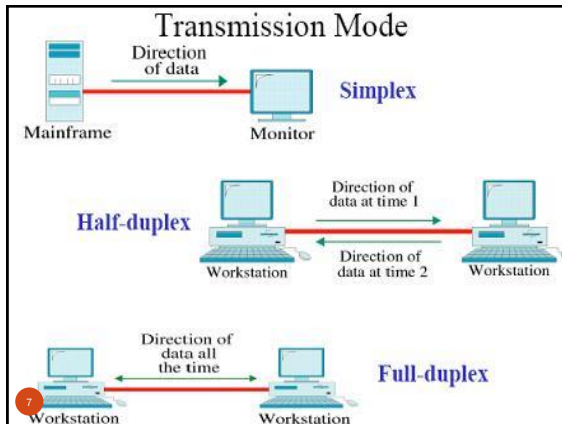 Transmission Mode
Direction
of data
Simplex
Mainframe
Monitor
Direction of
data at time 1
Half-duplex
Direction of
data at time 2
Workstation
Workstation
Direction of
data all
the time
Full-duplex
7
Workstation
Workstation